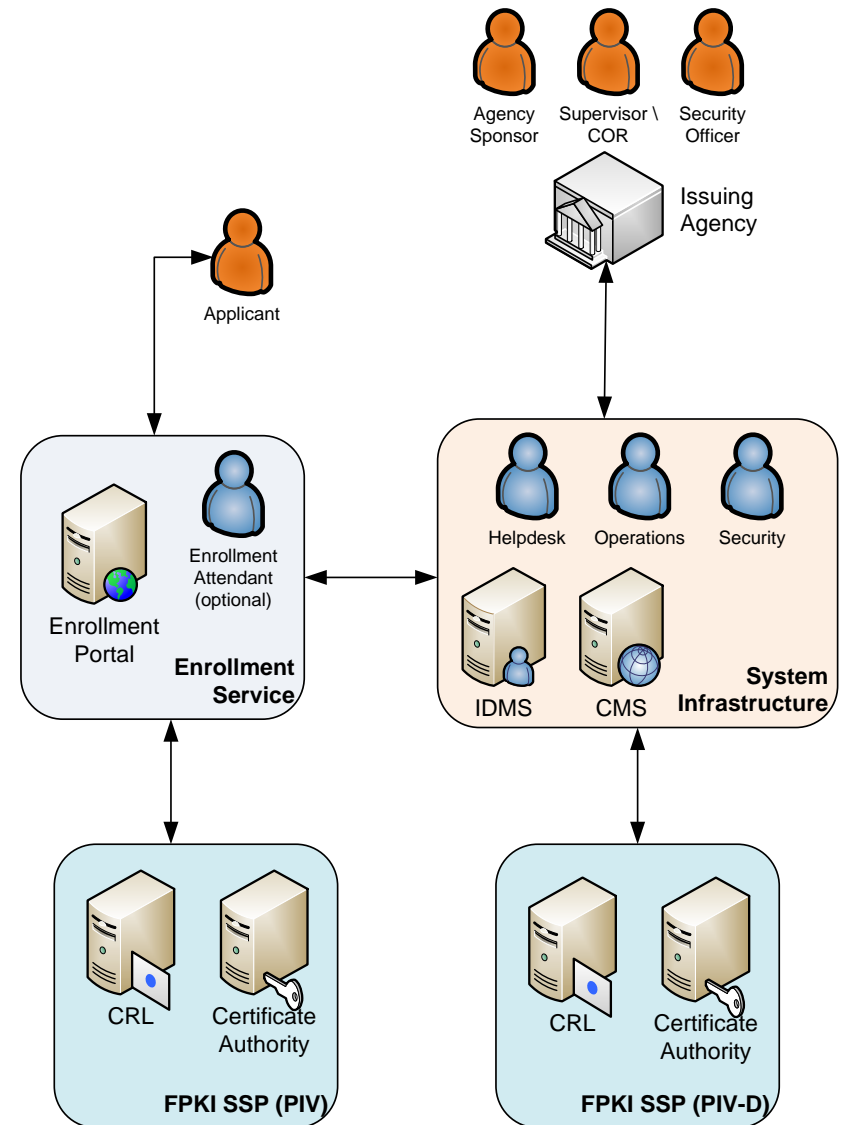 Agency
Sponsor
Supervisor \
COR
Security
Officer
Issuing
Agency
Applicant
Enrollment
Attendant
(optional)
Enrollment
Portal
Enrollment
Service
Helpdesk
Operations
Security
IDMS
CMS
System
Infrastructure
CRL
Certificate
Authority
FPKI SSP (PIV)
CRL
Certificate
Authority
FPKI SSP (PIV-D)